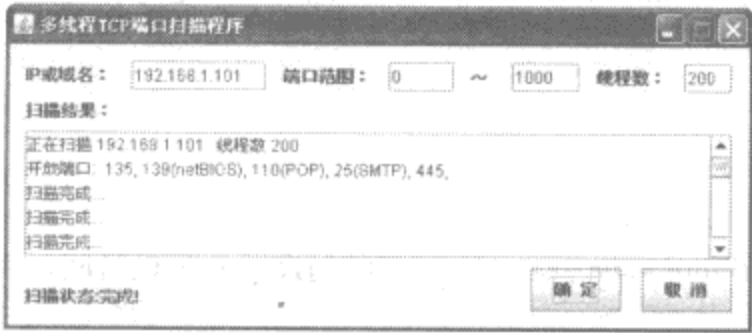 多线程TCP端口扫描程序
IP或域名： 192.168.1.101 端口范围： 0 ～ 1000 线程数： 200
扫描结果：
正在扫描 192.168.1.101 线程数 200
开放端口: 135, 139(netBIOS), 110(POP), 25(SMTP), 445,
扫描完成...
扫描完成...
扫描完成...
扫描状态:完成!
确 定 取 消